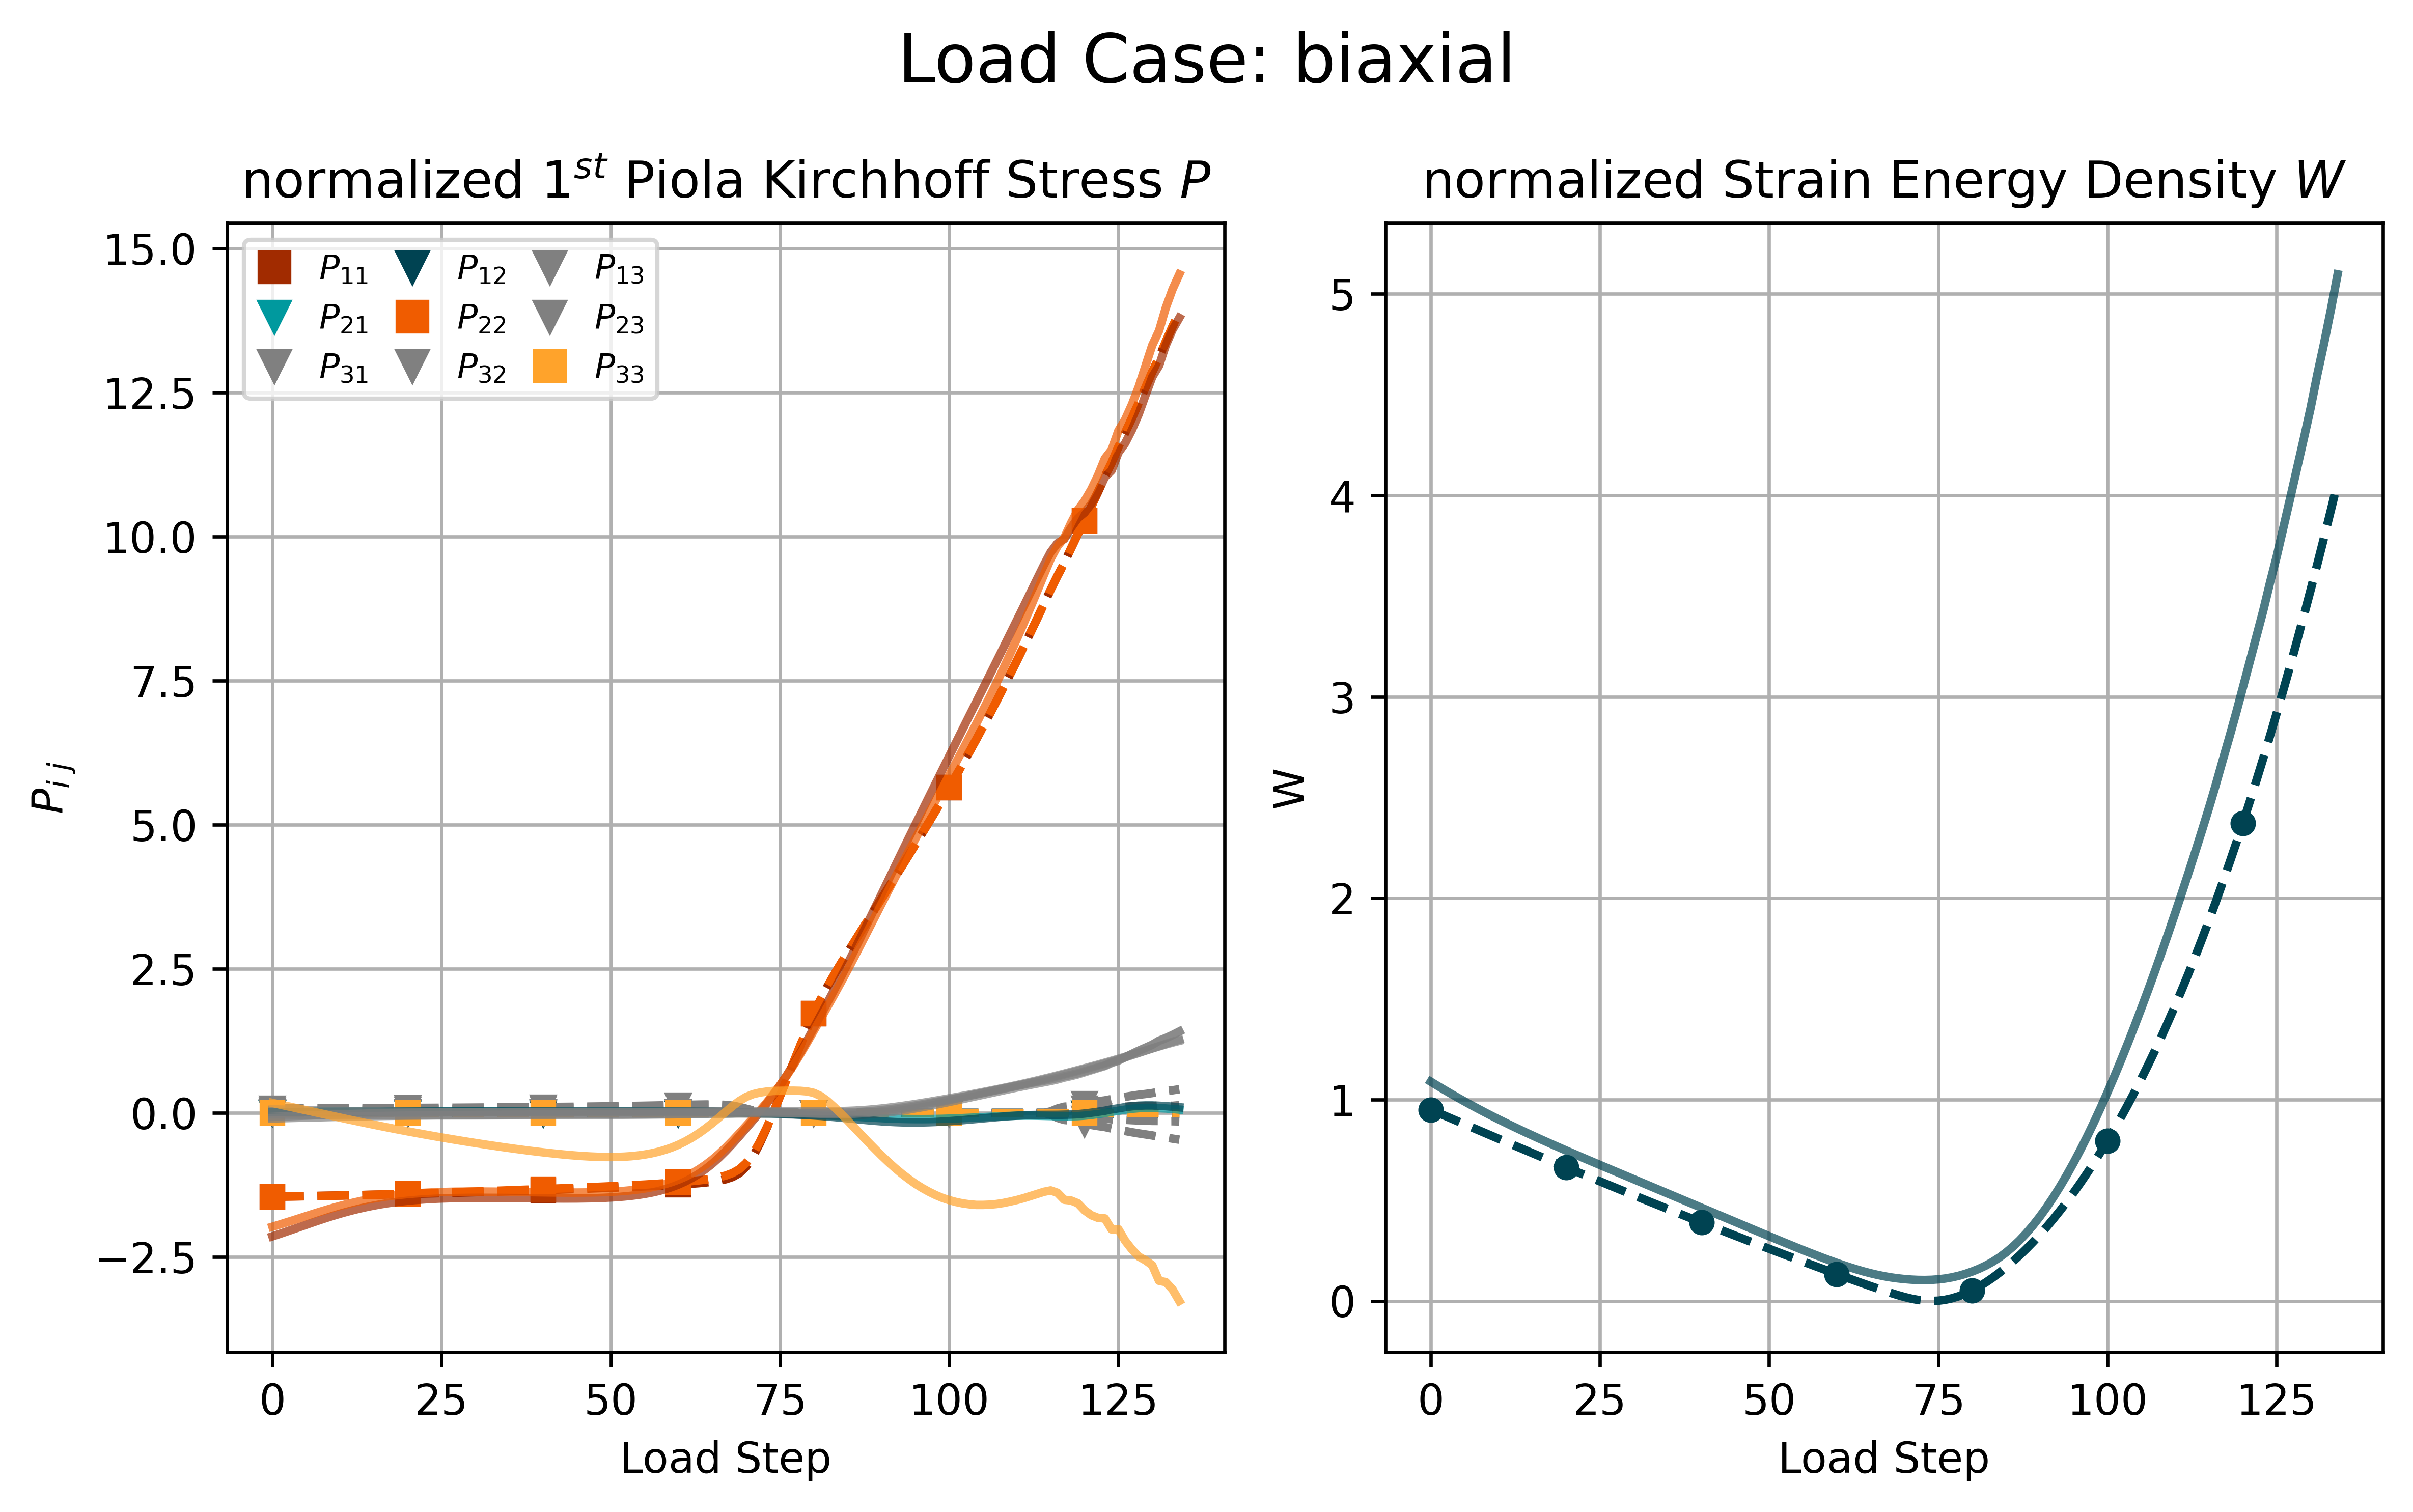 Load Case: biaxial
normalized 1st Piola Kirchhoff Stress P
15.0
12.5
10.0
7.5
5.0
2.5
0.0
−2.5
P11 P12 P13
P21 P22 P23
P31 P32 P33
Pi j
0 25 50 75 100 125
Load Step
normalized Strain Energy Density W
5
4
3
2
1
0
W
0 25 50 75 100 125
Load Step